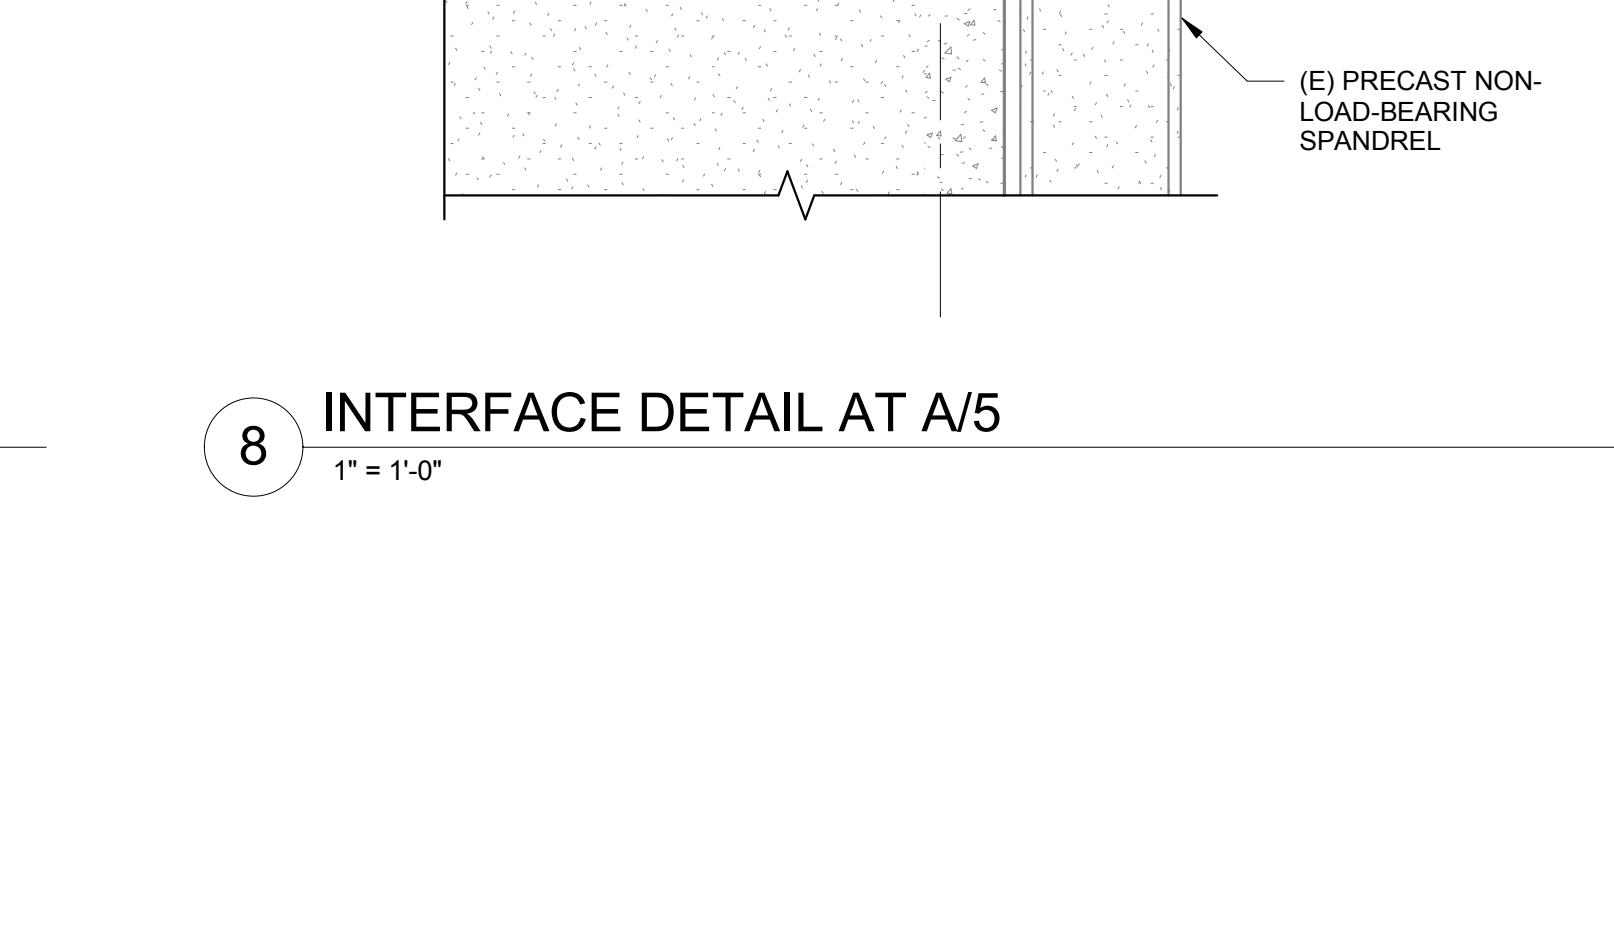 (E) PRECAST NON-
LOAD-BEARING
SPANDREL
8
INTERFACE DETAIL AT A/5
1" = 1'-0"